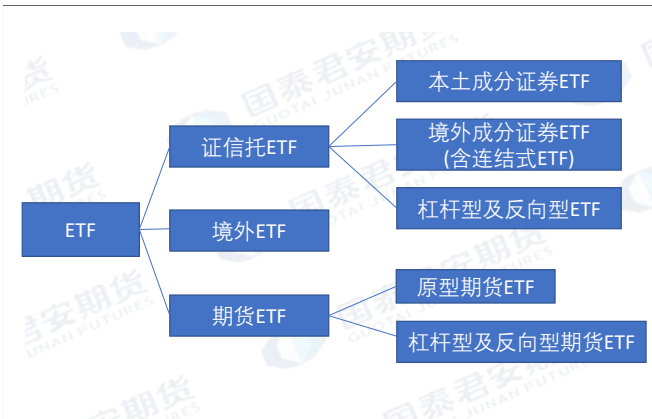 ETF
证信托ETF
境外ETF
期货ETF
本土成分证券ETF
境外成分证券ETF
(含连结式ETF)
杠杆型及反向型ETF
原型期货ETF
杠杆型及反向型期货ETF
国泰君安期货
GUOTAI JUNAN FUTURES